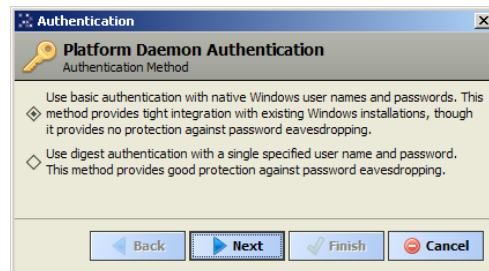 Authentication
Platform Daemon Authentication
Authentication Method
Use basic authentication with native Windows user names and passwords. This
method provides tight integration with existing Windows installations, though
it provides no protection against password eavesdropping.
Use digest authentication with a single specified user name and password.
This method provides good protection against password eavesdropping.
Back Next Finish Cancel